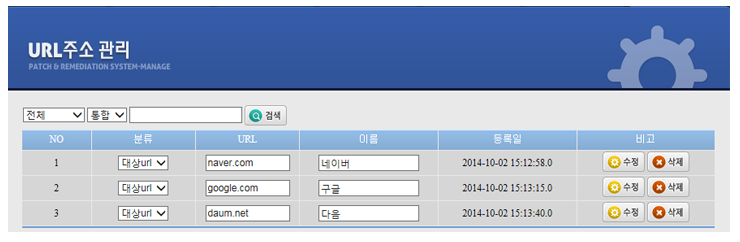 URL주소 관리
PATCH & REMEDIATION SYSTEM-MANAGE
전체 통합 검색
NO 분류 URL 이름 등록일 비고
1 대상url naver.com 네이버 2014-10-02 15:12:58.0 수정 삭제
2 대상url google.com 구글 2014-10-02 15:13:15.0 수정 삭제
3 대상url daum.net 다음 2014-10-02 15:13:40.0 수정 삭제